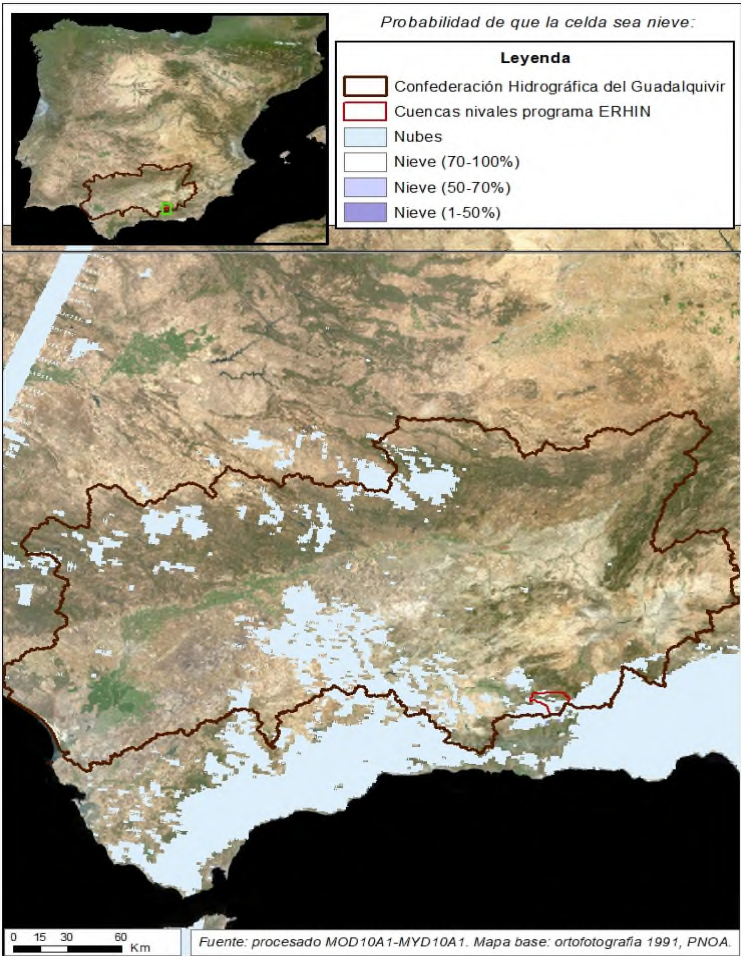 Probabilidad de que la celda sea nieve:
Leyenda
Confederación Hidrográfica del Guadalquivir
Cuencas nivales programa ERHIN
Nubes
Nieve (70-100%)
Nieve (50-70%)
Nieve (1-50%)
0 15 30 60
Km
Fuente: procesado MOD10A1-MYD10A1. Mapa base: ortofotografia 1991, PNOA.